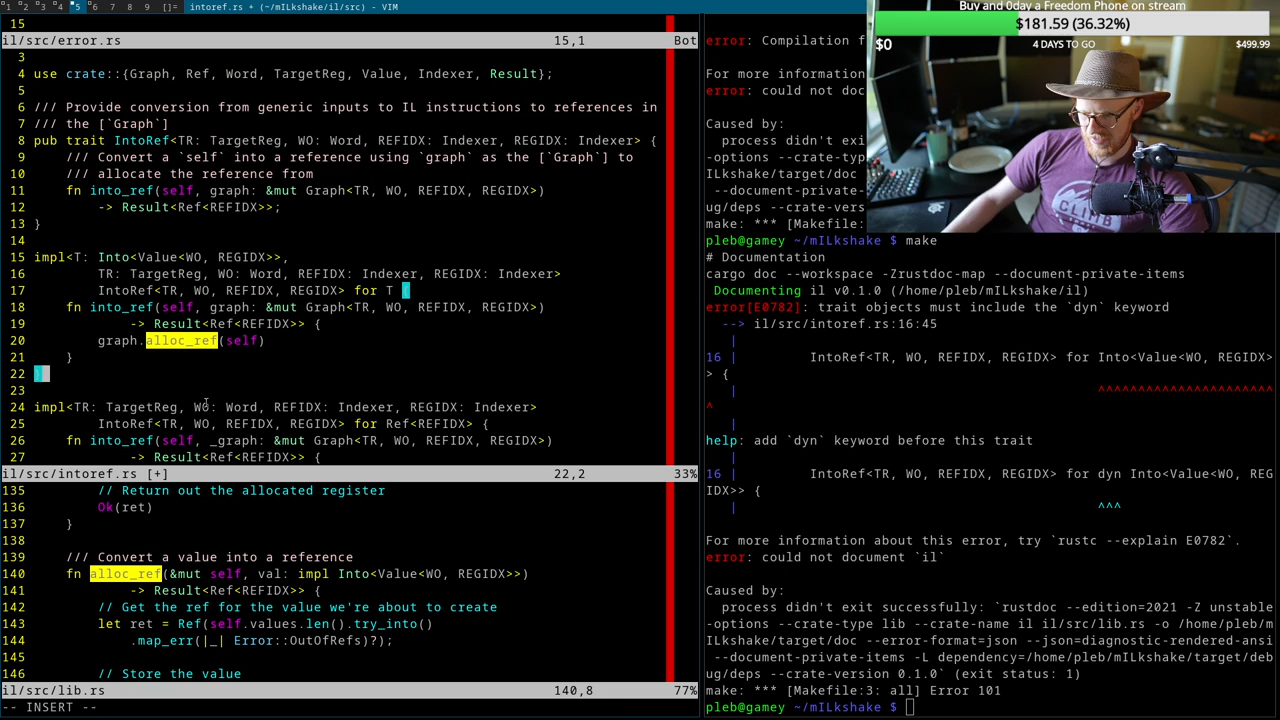 1 2 3 4 5 6 7 8 9 []= intoref.rs + (~/mILkshake/il/src) - VIM
15
il/src/error.rs 15,1 Bot
3
4 use crate::{Graph, Ref, Word, TargetReg, Value, Indexer, Result};
5
6 /// Provide conversion from generic inputs to IL instructions to references in
7 /// the [`Graph`]
8 pub trait IntoRef<TR: TargetReg, WO: Word, REFIDX: Indexer, REGIDX: Indexer> {
9     /// Convert a `self` into a reference using `graph` as the [`Graph`] to
10     /// allocate the reference from
11     fn into_ref(self, graph: &mut Graph<TR, WO, REFIDX, REGIDX>)
12         -> Result<Ref<REFIDX>>;
13 }
14
15 impl<T: Into<Value<WO, REGIDX>>,
16         TR: TargetReg, WO: Word, REFIDX: Indexer, REGIDX: Indexer>
17         IntoRef<TR, WO, REFIDX, REGIDX> for T {
18     fn into_ref(self, graph: &mut Graph<TR, WO, REFIDX, REGIDX>)
19             -> Result<Ref<REFIDX>> {
20         graph.alloc_ref(self)
21     }
22 }
23
24 impl<TR: TargetReg, WO: Word, REFIDX: Indexer, REGIDX: Indexer>
25         IntoRef<TR, WO, REFIDX, REGIDX> for Ref<REFIDX> {
26     fn into_ref(self, _graph: &mut Graph<TR, WO, REFIDX, REGIDX>)
27             -> Result<Ref<REFIDX>> {
il/src/intoref.rs [+] 22,2 33%
135         // Return out the allocated register
136         Ok(ret)
137     }
138
139     /// Convert a value into a reference
140     fn alloc_ref(&mut self, val: impl Into<Value<WO, REGIDX>>)
141             -> Result<Ref<REFIDX>> {
142         // Get the ref for the value we're about to create
143         let ret = Ref(self.values.len().try_into()
144             .map_err(|_| Error::OutOfRefs)?);
145
146         // Store the value
il/src/lib.rs 140,8 77%
-- INSERT --
error: Compilation f
For more information
error: could not doc
Caused by:
process didn't exi
-options --crate-typ
ILkshake/target/doc
--document-private-
ug/deps --crate-vers
make: *** [Makefile:
pleb@gamey ~/mILkshake $ make
# Documentation
cargo doc --workspace -Zrustdoc-map --document-private-items
Documenting il v0.1.0 (/home/pleb/mILkshake/il)
error[E0782]: trait objects must include the `dyn` keyword
--> il/src/intoref.rs:16:45
|
16 |         IntoRef<TR, WO, REFIDX, REGIDX> for Into<Value<WO, REGIDX>
> {
| ^^^^^^^^^^^^^^^^^^^^^^
^
|
help: add `dyn` keyword before this trait
|
16 |         IntoRef<TR, WO, REFIDX, REGIDX> for dyn Into<Value<WO, REG
IDX>> {
| ^^^
For more information about this error, try `rustc --explain E0782`.
error: could not document `il`
Caused by:
process didn't exit successfully: `rustdoc --edition=2021 -Z unstable
-options --crate-type lib --crate-name il il/src/lib.rs -o /home/pleb/m
ILkshake/target/doc --error-format=json --json=diagnostic-rendered-ansi
--document-private-items -L dependency=/home/pleb/mILkshake/target/deb
ug/deps --crate-version 0.1.0` (exit status: 1)
make: *** [Makefile:3: all] Error 101
pleb@gamey ~/mILkshake $
Buy and 0day a Freedom Phone on stream
$181.59 (36.32%)
$0 4 DAYS TO GO $499.99
CLIMB